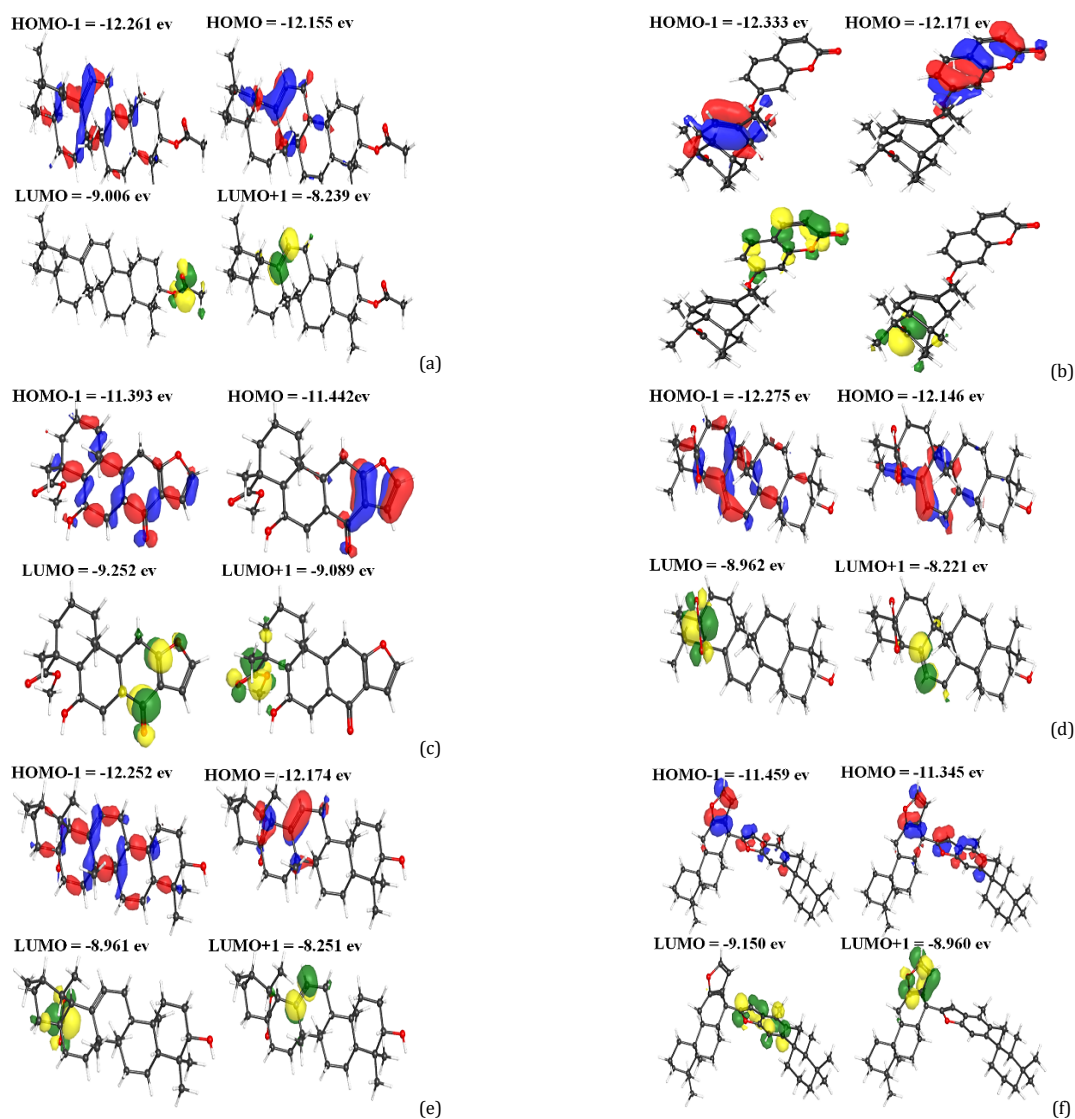 HOMO-1 = -12.261 ev
HOMO = -12.155 ev
LUMO = -9.006 ev
LUMO+1 = -8.239 ev
(a)
HOMO-1 = -12.333 ev
HOMO = -12.171 ev
(b)
HOMO-1 = -11.393 ev
HOMO = -11.442ev
LUMO = -9.252 ev
LUMO+1 = -9.089 ev
(c)
HOMO-1 = -12.275 ev
HOMO = -12.146 ev
LUMO = -8.962 ev
LUMO+1 = -8.221 ev
(d)
HOMO-1 = -12.252 ev
HOMO = -12.174 ev
LUMO = -8.961 ev
LUMO+1 = -8.251 ev
(e)
HOMO-1 = -11.459 ev
HOMO = -11.345 ev
LUMO = -9.150 ev
LUMO+1 = -8.960 ev
(f)